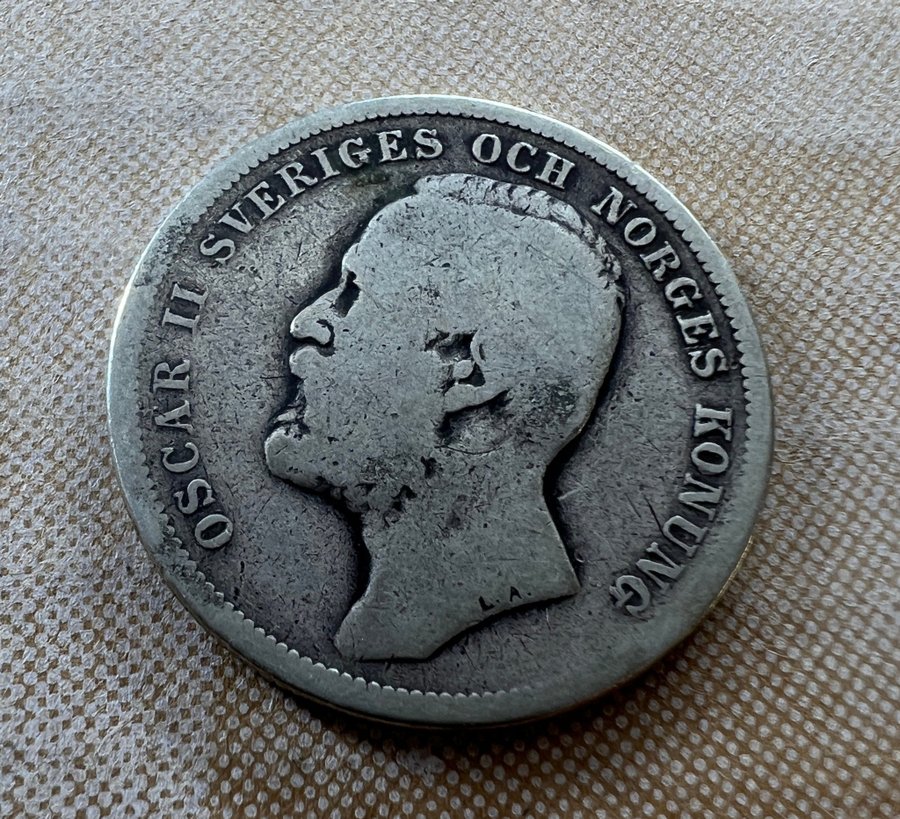 OSCAR II SVERIGES OCH NORGES KONUNG
L.A.